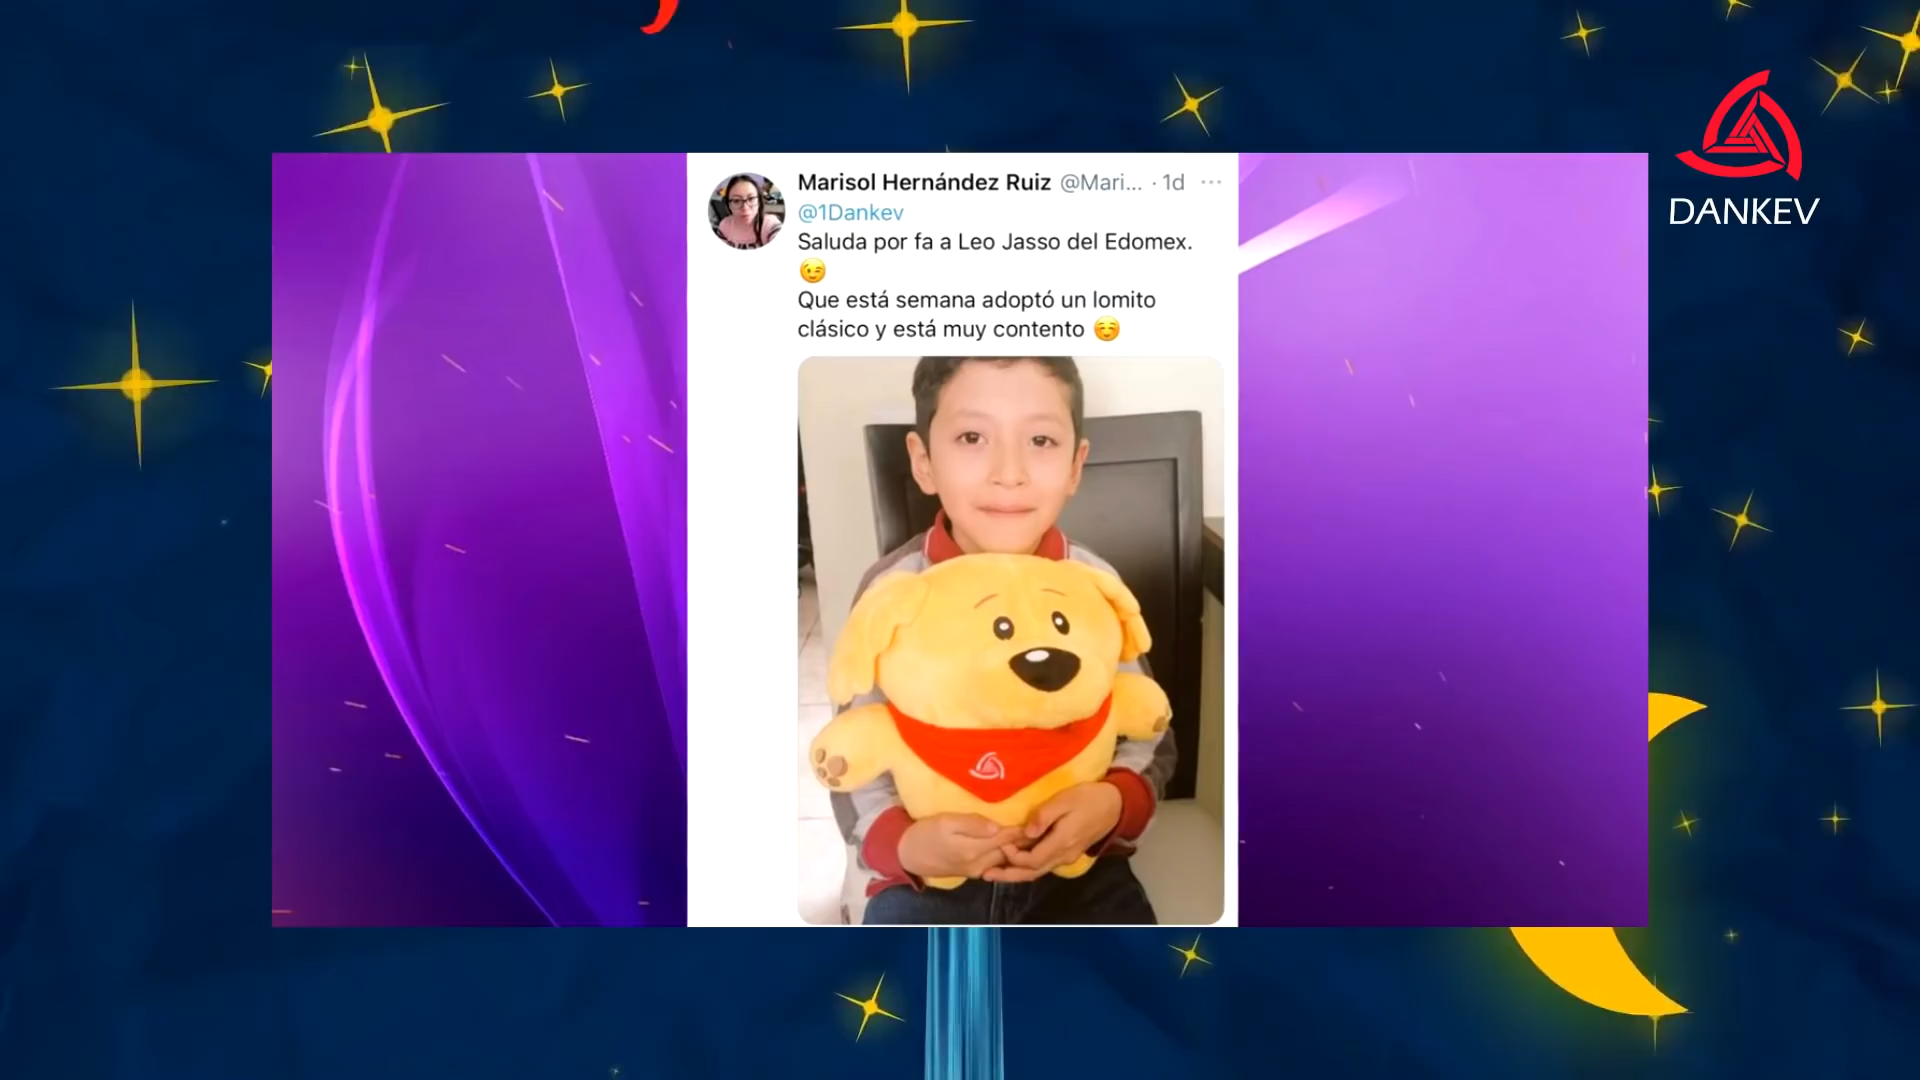 Marisol Hernández Ruiz @Mari... · 1d ...
@1Dankev
Saluda por fa a Leo Jasso del Edomex.
😉
Que está semana adoptó un lomito
clásico y está muy contento ☺️
DANKEV